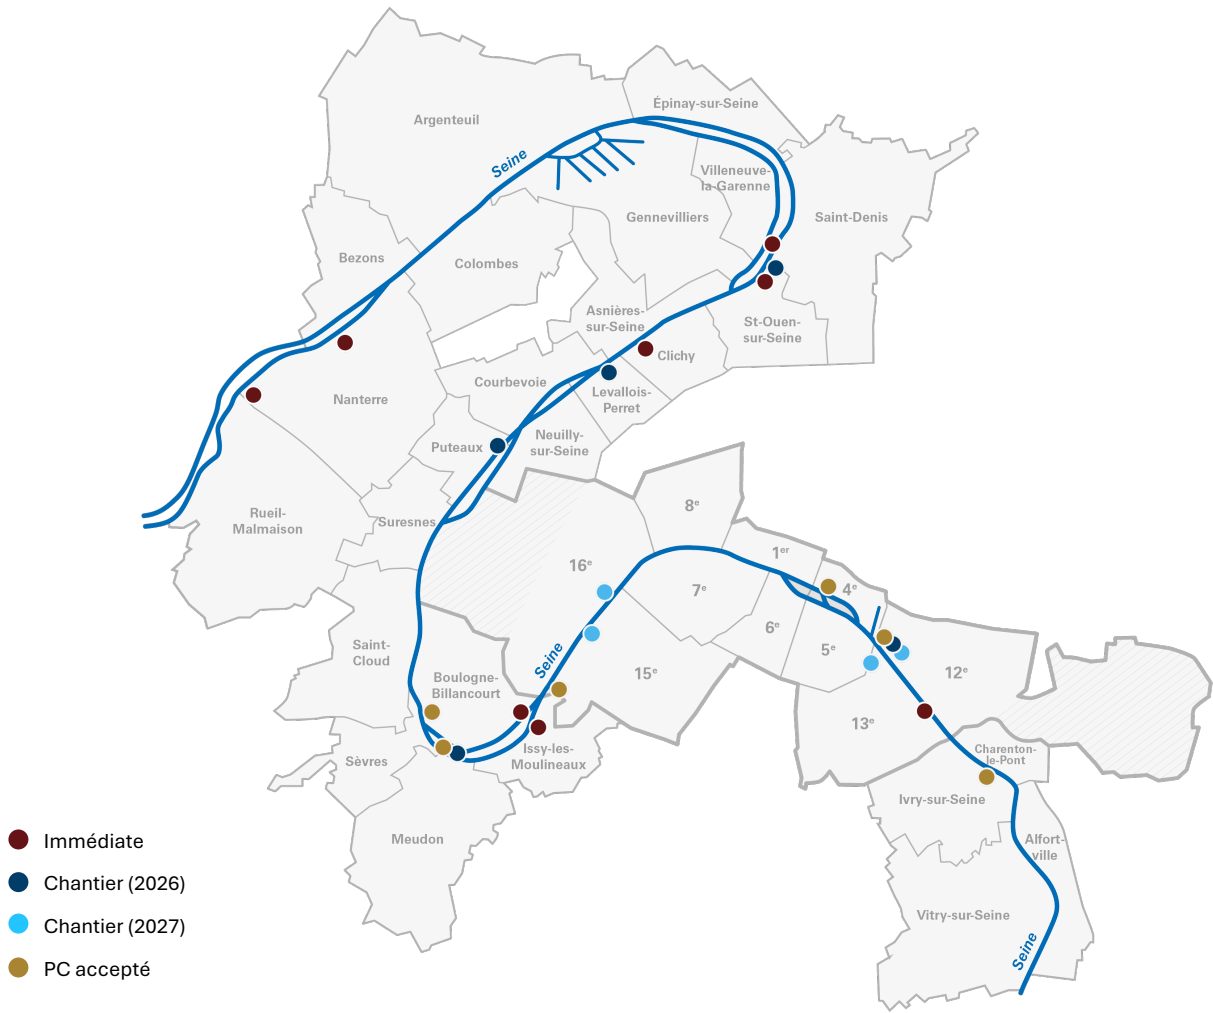 Épinay-sur-Seine
Argenteuil
Seine
Villeneuve-
la-Garenne
Gennevilliers
Saint-Denis
Bezons
Colombes
Asnières-
sur-Seine
St-Ouen-
sur-Seine
Clichy
Courbevoie
Levallois-
Perret
Nanterre
Neuilly-
sur-Seine
Puteaux
Rueil-
Malmaison
Suresnes
8e
1er
16e
7e
4e
6e
5e
Saint-
Cloud
Seine
15e
12e
Boulogne-
Billancourt
13e
Issy-les-
Moulineaux
Sèvres
Charenton-
le-Pont
Ivry-sur-Seine
Meudon
Alfort-
ville
Vitry-sur-Seine
Seine
Immédiate
Chantier (2026)
Chantier (2027)
PC accepté